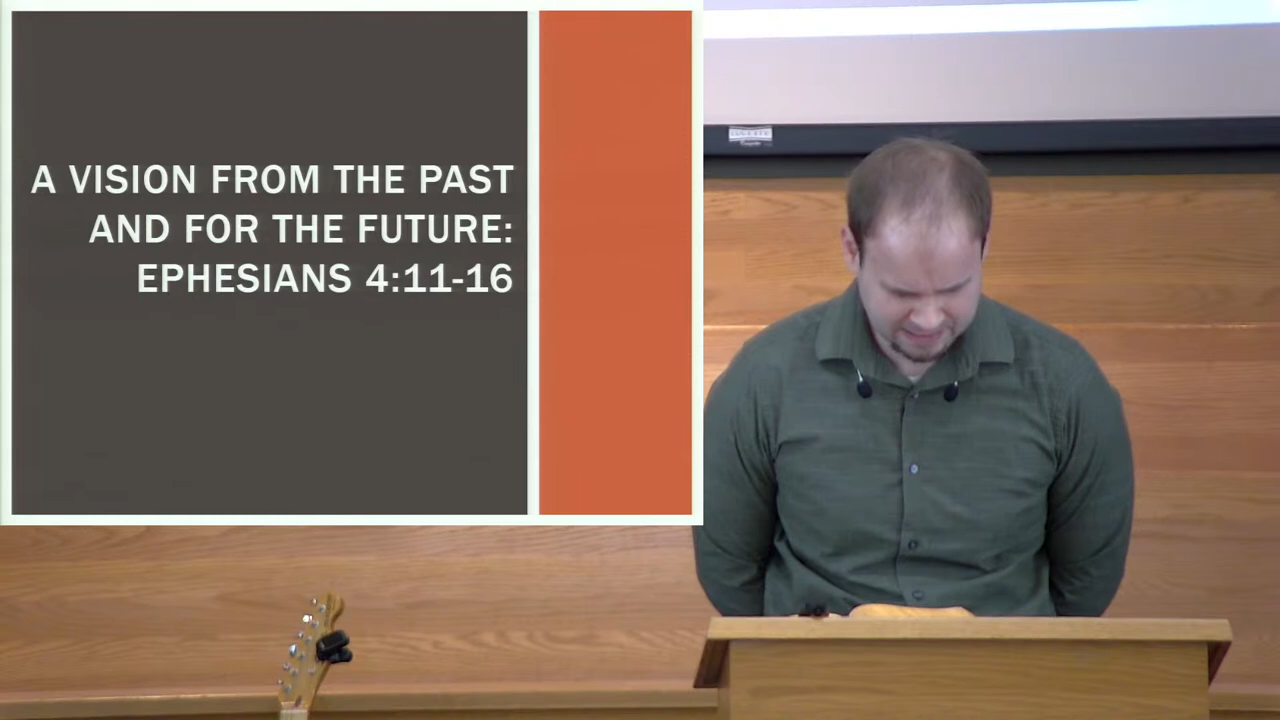 A VISION FROM THE PAST
AND FOR THE FUTURE:
EPHESIANS 4:11-16